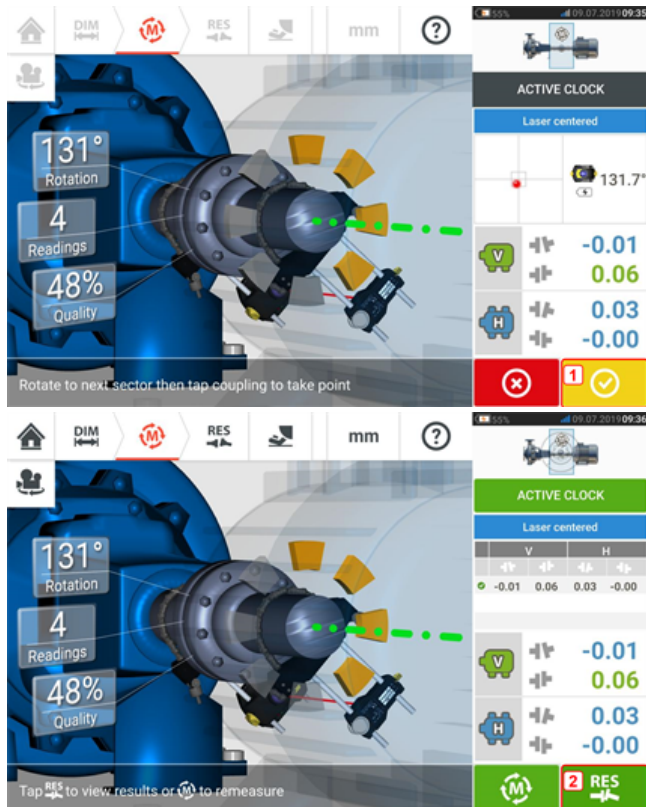 55% 09.07.2019 09:35
DIM M RES mm ?
ACTIVE CLOCK
Laser centered
131°
Rotation
131.7°
4
Readings
V -0.01
0.06
48%
Quality
H 0.03
-0.00
Rotate to next sector then tap coupling to take point
1
55% 09.07.2019 09:36
DIM M RES mm ?
ACTIVE CLOCK
Laser centered
V H
-0.01 0.06 0.03 -0.00
131°
Rotation
4
Readings
V -0.01
0.06
48%
Quality
H 0.03
-0.00
Tap RES to view results or M to remeasure
M 2 RES